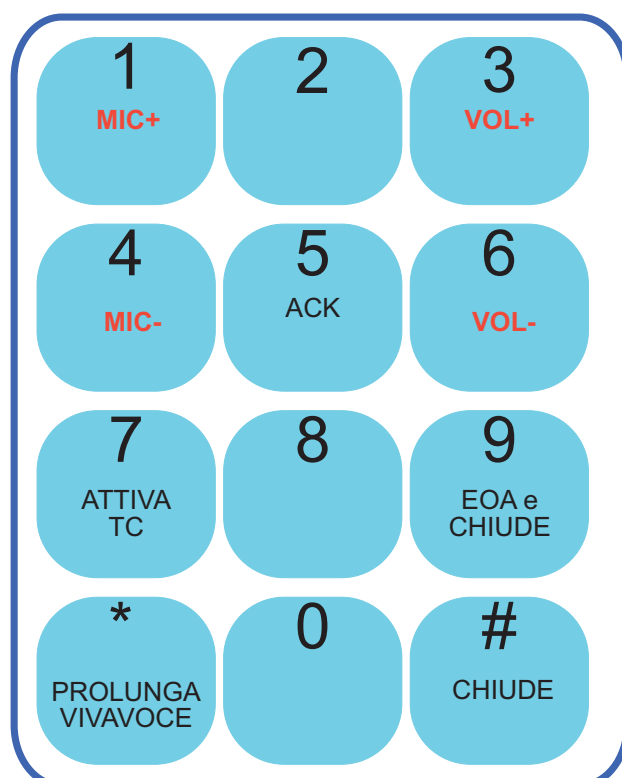 1 2 3
MIC+ VOL+
4 5 6
MIC- ACK VOL-
7 8 9
ATTIVA EOA e
TC CHIUDE
* 0 #
PROLUNGA CHIUDE
VIVAVOCE